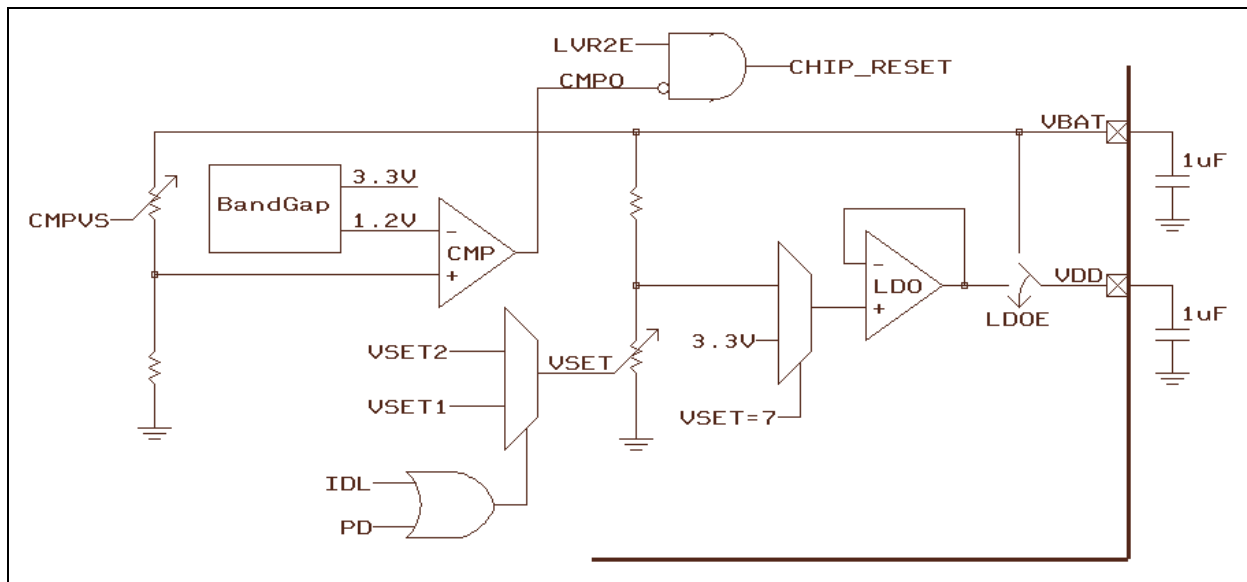 LVR2E
CHIP_RESET
CMPO
VBAT
1uF
3.3V
BandGap
CMPVS
1.2V
-
CMP
+
VDD
-
LDO
+
LDOE
1uF
3.3V
VSET2
VSET
VSET1
VSET=7
IDL
PD